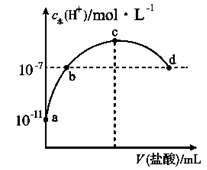 c水(H⁺)/mol·L⁻¹
c
10⁻⁷
b
d
10⁻¹¹
a
V(盐酸)/mL